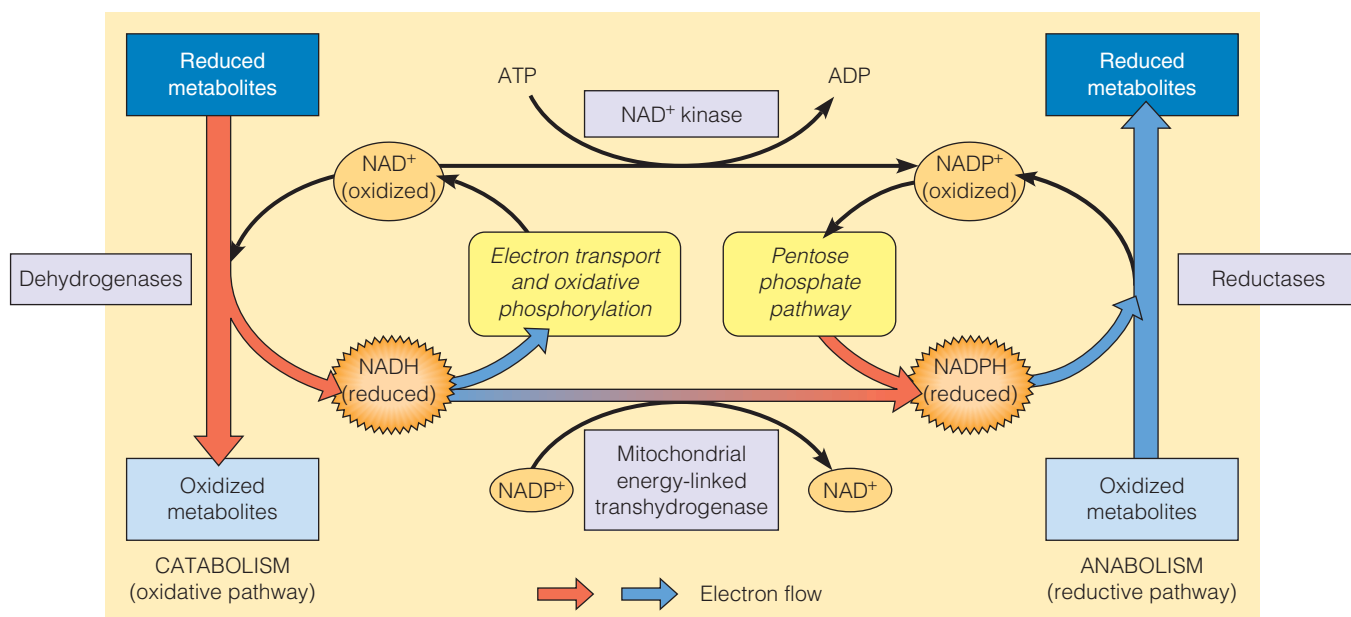 Reduced
metabolites
ATP
ADP
Reduced
metabolites
NAD⁺ kinase
NAD⁺
(oxidized)
NADP⁺
(oxidized)
Dehydrogenases
Electron transport
and oxidative
phosphorylation
Pentose
phosphate
pathway
Reductases
NADH
(reduced)
NADPH
(reduced)
Oxidized
metabolites
NADP⁺
Mitochondrial
energy-linked
transhydrogenase
NAD⁺
Oxidized
metabolites
CATABOLISM
(oxidative pathway)
Electron flow
ANABOLISM
(reductive pathway)